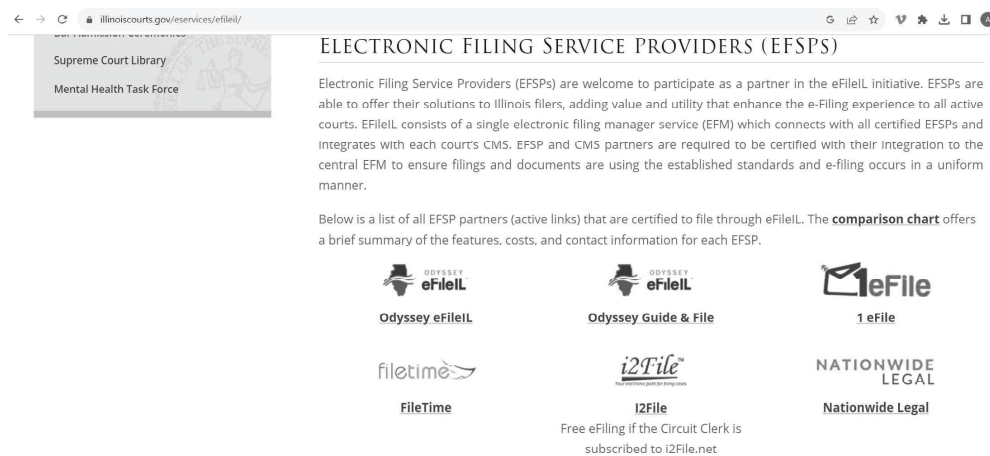 illinoiscourts.gov/eservices/efileil/
Supreme Court Library
Mental Health Task Force
ELECTRONIC FILING SERVICE PROVIDERS (EFSPS)
Electronic Filing Service Providers (EFSPs) are welcome to participate as a partner in the eFileIL initiative. EFSPs are
able to offer their solutions to Illinois filers, adding value and utility that enhance the e-Filing experience to all active
courts. EFileIL consists of a single electronic filing manager service (EFM) which connects with all certified EFSPs and
integrates with each court's CMS. EFSP and CMS partners are required to be certified with their integration to the
central EFM to ensure filings and documents are using the established standards and e-filing occurs in a uniform
manner.
Below is a list of all EFSP partners (active links) that are certified to file through eFileIL. The comparison chart offers
a brief summary of the features, costs, and contact information for each EFSP.
ODYSSEY
eFileIL
ODYSSEY
eFileIL
1eFile
Odyssey eFileIL
Odyssey Guide & File
1 eFile
filetime
i2File™
Your electronic path for filing cases
NATIONWIDE
LEGAL
FileTime
I2File
Nationwide Legal
Free eFiling if the Circuit Clerk is
subscribed to i2File.net